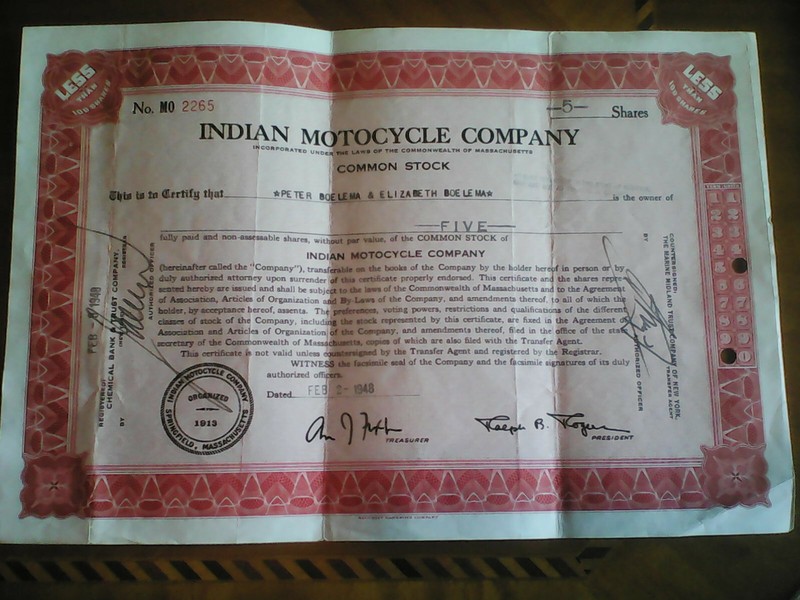 LESS
THAN
100 SHARES
LESS
THAN
100 SHARES
No. MO 2265
-5- Shares
INDIAN MOTOCYCLE COMPANY
INCORPORATED UNDER THE LAWS OF THE COMMONWEALTH OF MASSACHUSETTS
COMMON STOCK
This is to Certify that *PETER BOELEMA & ELIZABETH BOELEMA* is the owner of
FIVE
fully paid and non-assessable shares, without par value, of the COMMON STOCK of
INDIAN MOTOCYCLE COMPANY
(hereinafter called the "Company"), transferable on the books of the Company by the holder hereof in person or by
duly authorized attorney upon surrender of this certificate properly endorsed. This certificate and the shares repre-
sented hereby are issued and shall be subject to the laws of the Commonwealth of Massachusetts and to the Agreement
of Association, Articles of Organization and By-Laws of the Company, and amendments thereof, to all of which the
holder, by acceptance hereof, assents. The preferences, voting powers, restrictions and qualifications of the different
classes of stock of the Company, including the stock represented by this certificate, are fixed in the Agreement of
Association and Articles of Organization of the Company, and amendments thereof, filed in the office of the
secretary of the Commonwealth of Massachusetts, copies of which are also filed with the Transfer Agent.
This certificate is not valid unless countersigned by the Transfer Agent and registered by the Registrar.
WITNESS the facsimile seal of the Company and the facsimile signatures of its duly
authorized officers.
Dated FEB 2-1948
INDIAN MOTOCYCLE COMPANY
ORGANIZED
1913
SPRINGFIELD, MASSACHUSETTS
TREASURER
Ralph B. Rogers
PRESIDENT
FEB 1948
REGISTERED:
CHEMICAL BANK & TRUST COMPANY,
REGISTRAR
BY
AUTHORIZED OFFICER
COUNTERSIGNED:
THE MARINE MIDLAND TRUST COMPANY OF NEW YORK,
TRANSFER AGENT
BY
AUTHORIZED OFFICER